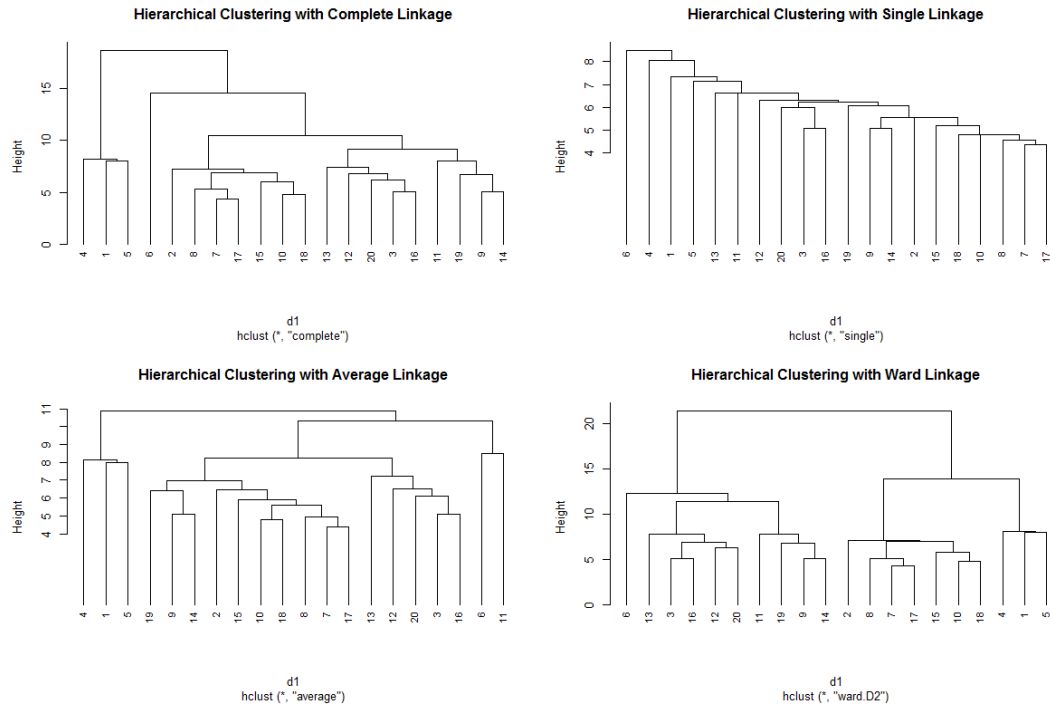 Hierarchical Clustering with Complete Linkage
Height
0
5
10
15
4 1 5 6 2 8 7 17 15 10 18 13 12 20 3 16 11 19 9 14
d1
hclust (*, "complete")
Hierarchical Clustering with Single Linkage
Height
4
5
6
7
8
6 4 1 5 13 11 12 20 3 16 19 9 14 2 15 18 10 8 7 17
d1
hclust (*, "single")
Hierarchical Clustering with Average Linkage
Height
4
5
6
7
8
9
11
4 1 5 19 9 14 2 15 10 18 8 7 17 13 12 20 3 16 6 11
d1
hclust (*, "average")
Hierarchical Clustering with Ward Linkage
Height
0
5
10
15
20
6 13 3 16 12 20 11 19 9 14 2 8 7 17 15 10 18 4 1 5
d1
hclust (*, "ward.D2")